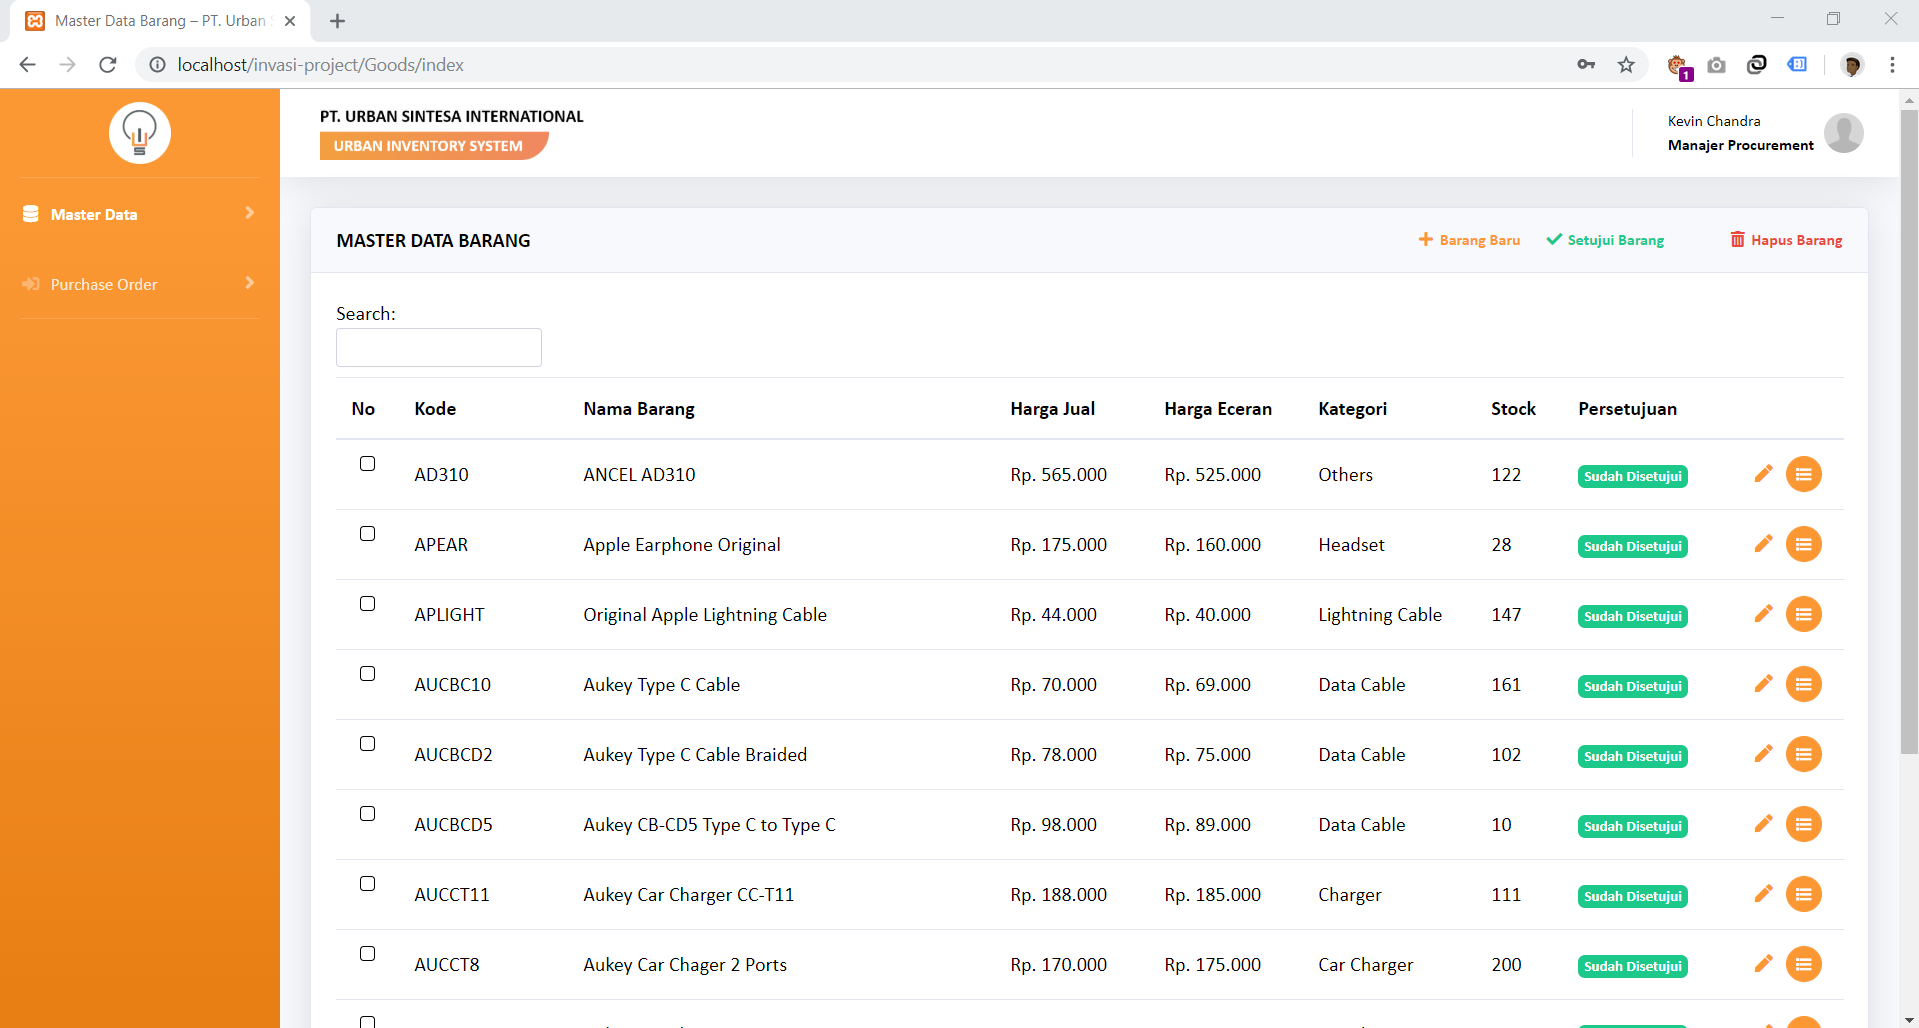 Master Data Barang – PT. Urban
localhost/invasi-project/Goods/index
1
PT. URBAN SINTESA INTERNATIONAL
URBAN INVENTORY SYSTEM
Kevin Chandra
Manajer Procurement
Master Data
Purchase Order
MASTER DATA BARANG
Barang Baru
Setujui Barang
Hapus Barang
Search:
No Kode Nama Barang Harga Jual Harga Eceran Kategori Stock Persetujuan
AD310 ANCEL AD310 Rp. 565.000 Rp. 525.000 Others 122 Sudah Disetujui
APEAR Apple Earphone Original Rp. 175.000 Rp. 160.000 Headset 28 Sudah Disetujui
APLIGHT Original Apple Lightning Cable Rp. 44.000 Rp. 40.000 Lightning Cable 147 Sudah Disetujui
AUCBC10 Aukey Type C Cable Rp. 70.000 Rp. 69.000 Data Cable 161 Sudah Disetujui
AUCBCD2 Aukey Type C Cable Braided Rp. 78.000 Rp. 75.000 Data Cable 102 Sudah Disetujui
AUCBCD5 Aukey CB-CD5 Type C to Type C Rp. 98.000 Rp. 89.000 Data Cable 10 Sudah Disetujui
AUCCT11 Aukey Car Charger CC-T11 Rp. 188.000 Rp. 185.000 Charger 111 Sudah Disetujui
AUCCT8 Aukey Car Chager 2 Ports Rp. 170.000 Rp. 175.000 Car Charger 200 Sudah Disetujui